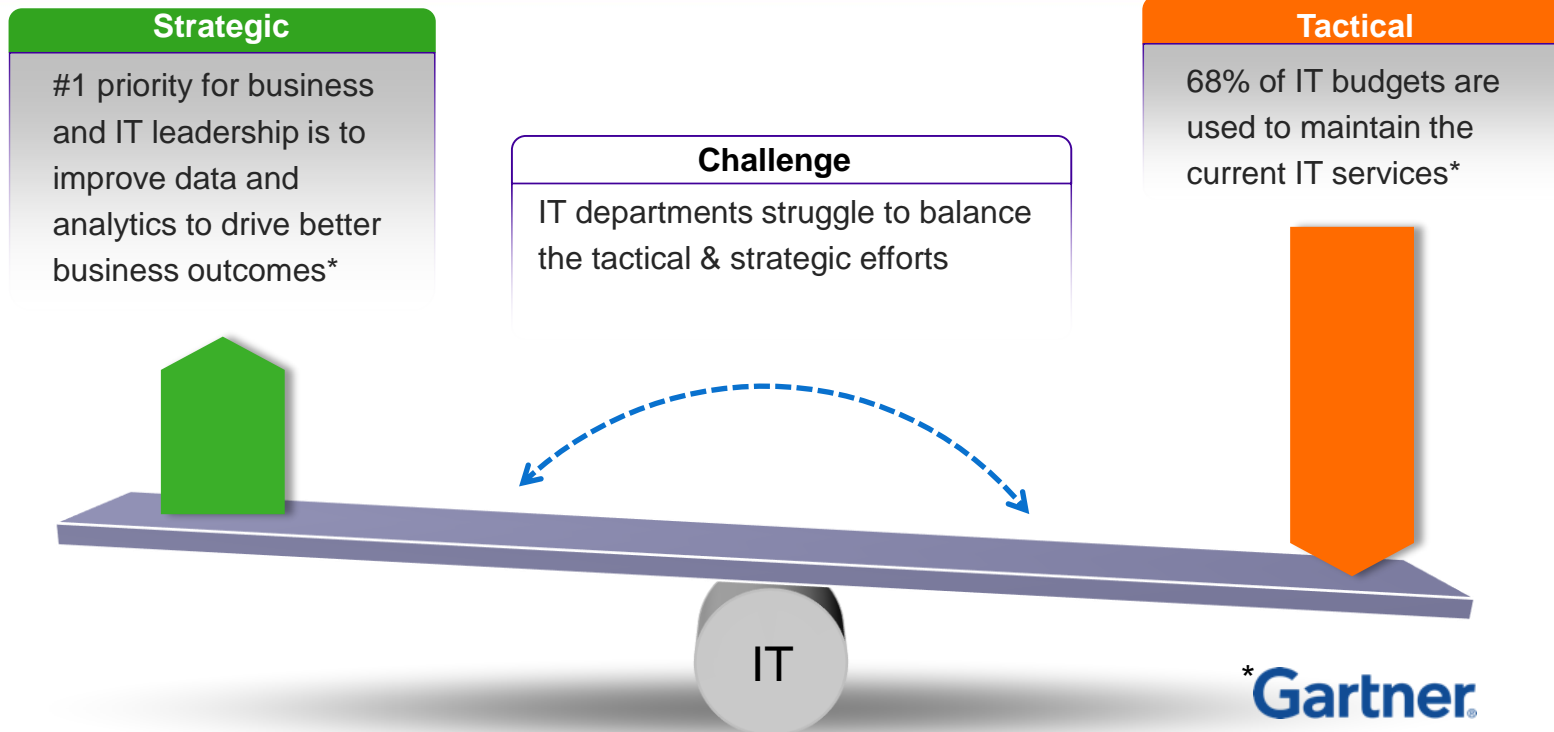 Strategic
#1 priority for business
and IT leadership is to
improve data and
analytics to drive better
business outcomes*
Challenge
IT departments struggle to balance
the tactical & strategic efforts
Tactical
68% of IT budgets are
used to maintain the
current IT services*
IT
*Gartner®